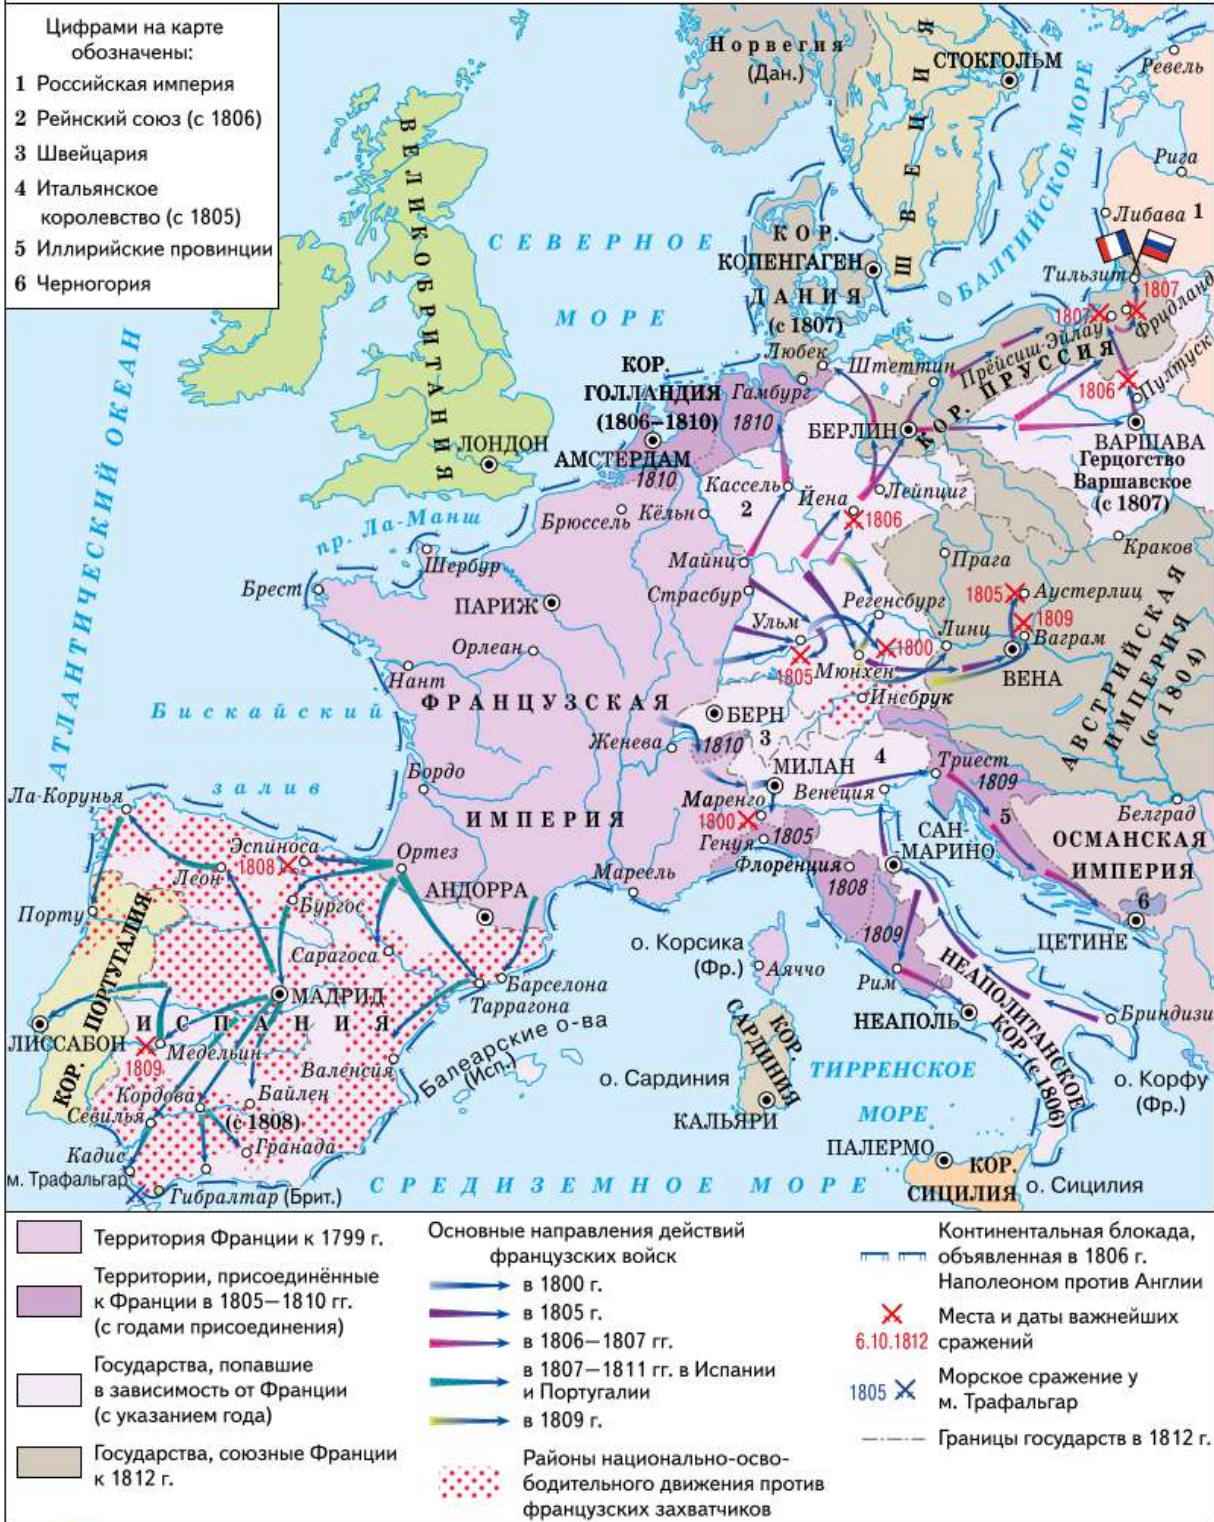 Цифрами на карте
обозначены:
1 Российская империя
2 Рейнский союз (с 1806)
3 Швейцария
4 Итальянское
королевство (с 1805)
5 Иллирийские провинции
6 Черногория
Норвегия
(Дан.)
СТОКГОЛЬМ
ШВЕЦИЯ
БАЛТИЙСКОЕ МОРЕ
Ревель
Рига
Либава 1
ВЕЛИКОБРИТАНИЯ
СЕВЕРНОЕ
МОРЕ
КОР.
КОПЕНГАГЕН
ДАНИЯ
(с 1807)
Тильзит
1807
1807
Фридланд
Прейсиш-Эйлау
КОР. ПРУССИЯ
Любек
Штеттин
1806
Пултуск
КОР.
ГОЛЛАНДИЯ
(1806–1810)
Гамбург
1810
АМСТЕРДАМ
1810
БЕРЛИН
ВАРШАВА
Герцогство
Варшавское
(с 1807)
АТЛАНТИЧЕСКИЙ ОКЕАН
ЛОНДОН
Кассель
Йена
Лейпциг
2
1806
Брюссель
Кёльн
пр. Ла-Манш
Шербур
Майнц
Прага
Краков
Брест
ПАРИЖ
Страсбур
Регенсбург
1805
Аустерлиц
1809
Ваграм
Ульм
1805
Линц
1800
Мюнхен
ВЕНА
Орлеан
Нант
Инсбрук
АВСТРИЙСКАЯ
ИМПЕРИЯ
(с 1804)
ФРАНЦУЗСКАЯ
ИМПЕРИЯ
Бискайский
залив
БЕРН
Женева
1810
3
4
МИЛАН
Венеция
Триест
1809
Бордо
Маренго
1800
Генуя
1805
5
Белград
ОСМАНСКАЯ
ИМПЕРИЯ
Ла-Корунья
Эспиноса
1808
Леон
Бургос
Ортез
АНДОРРА
Марсель
Флоренция
1808
САН-
МАРИНО
6
ЦЕТИНЕ
Порту
КОР. ПОРТУГАЛИЯ
Сарагоса
Барселона
Таррагона
о. Корсика
(Фр.)
Аяччо
1809
Рим
НЕАПОЛИТАНСКОЕ
КОР. (с 1806)
НЕАПОЛЬ
Бриндизи
МАДРИД
ИСПАНИЯ
(с 1808)
ЛИССАБОН
Медельин
1809
Валенсия
Балеарские о-ва
(Исп.)
КОР.
САРДИНИЯ
о. Сардиния
КАЛЬЯРИ
ТИРРЕНСКОЕ
МОРЕ
о. Корфу
(Фр.)
Кордова
Байлен
Севилья
Гранада
Кадис
м. Трафальгар
Гибралтар (Брит.)
СРЕДИЗЕМНОЕ МОРЕ
ПАЛЕРМО
КОР.
СИЦИЛИЯ
о. Сицилия
Территория Франции к 1799 г.
Территории, присоединённые
к Франции в 1805–1810 гг.
(с годами присоединения)
Государства, попавшие
в зависимость от Франции
(с указанием года)
Государства, союзные Франции
к 1812 г.
Основные направления действий
французских войск
в 1800 г.
в 1805 г.
в 1806–1807 гг.
в 1807–1811 гг. в Испании
и Португалии
в 1809 г.
Районы национально-осво-
бодительного движения против
французских захватчиков
Континентальная блокада,
объявленная в 1806 г.
Наполеоном против Англии
Места и даты важнейших
6.10.1812 сражений
1805 Морское сражение у
м. Трафальгар
Границы государств в 1812 г.